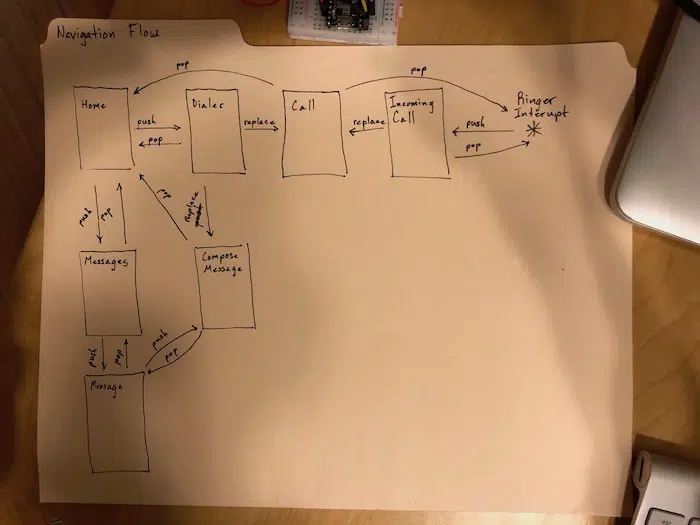 Navigation Flow
pop
pop
Home
Dialer
Call
Incoming
Call
Ringer
Interupt
push
pop
replace
replace
push
pop
push
pop
pop
Replace
push
Messages
Compose
Message
push
pop
push
pop
Message
esc